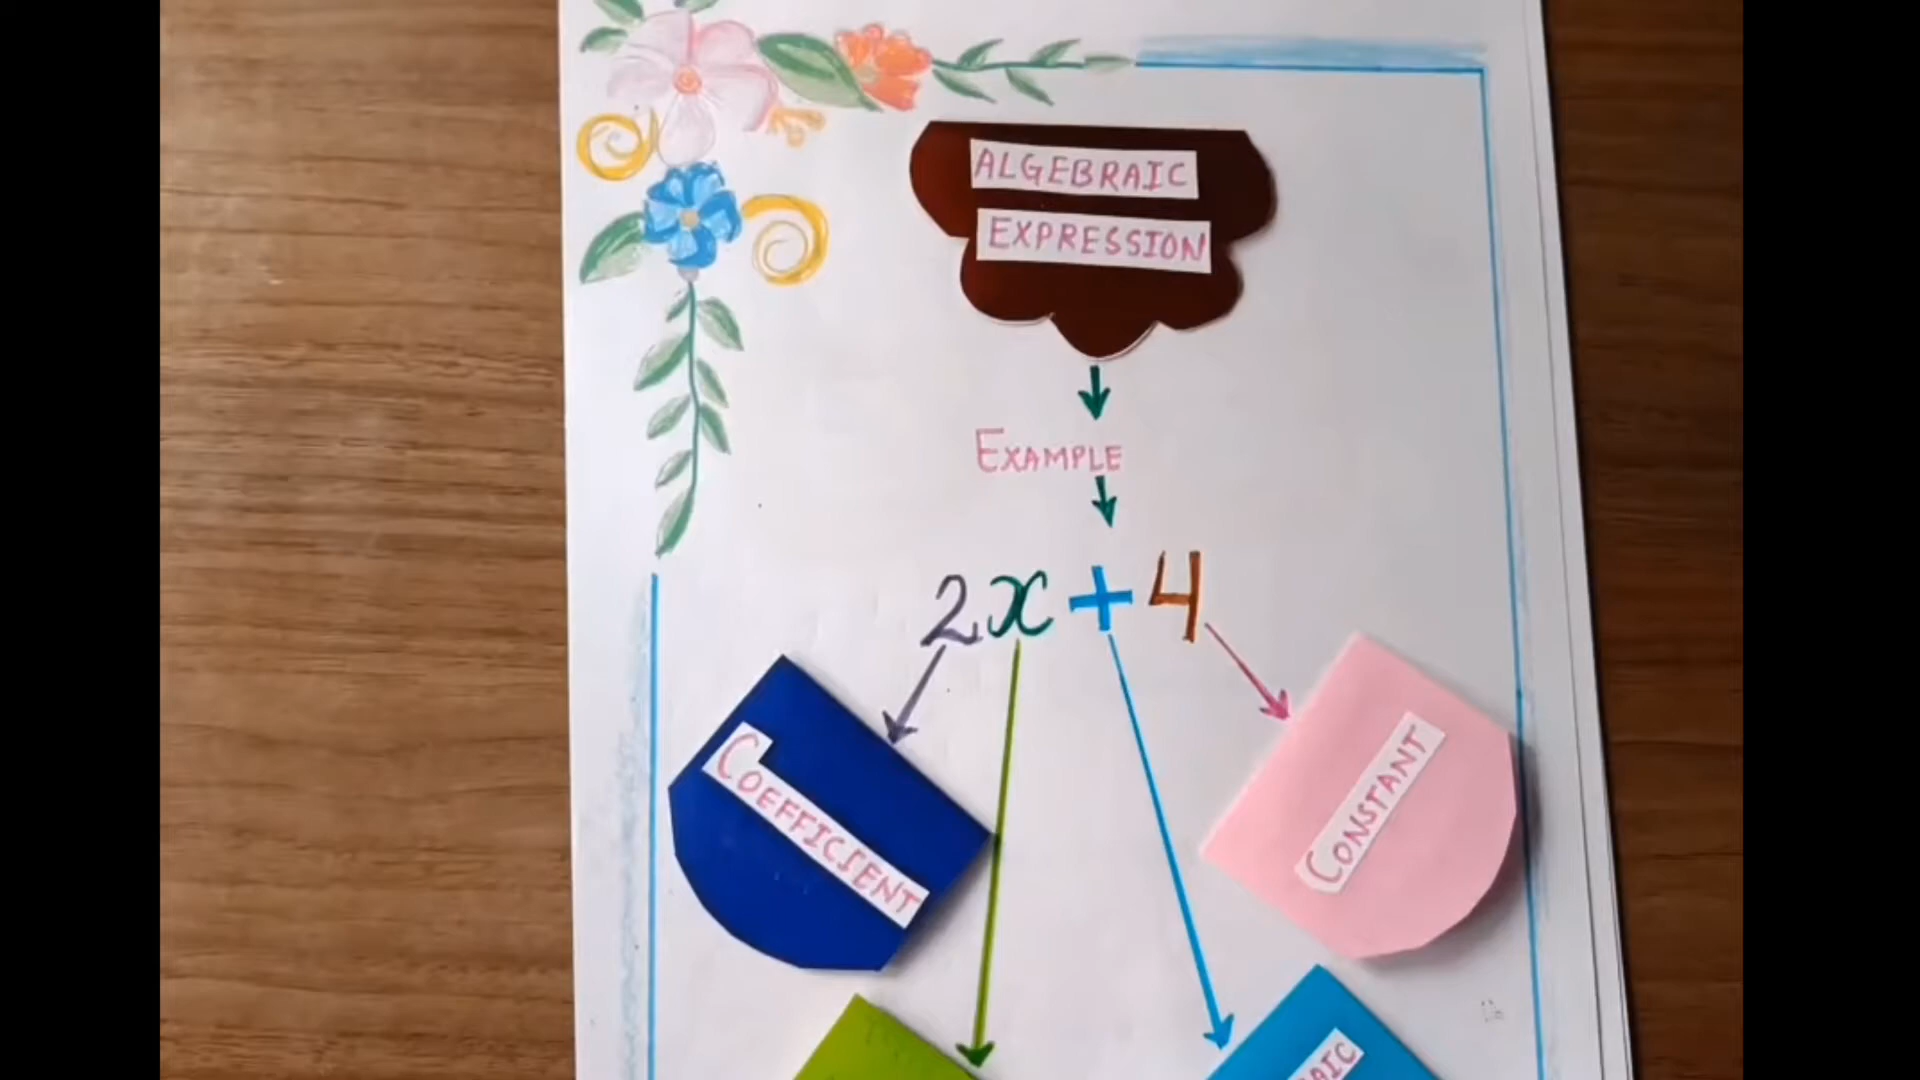 ALGEBRAIC
EXPRESSION
EXAMPLE
2x + 4
COEFFICIENT
CONSTANT